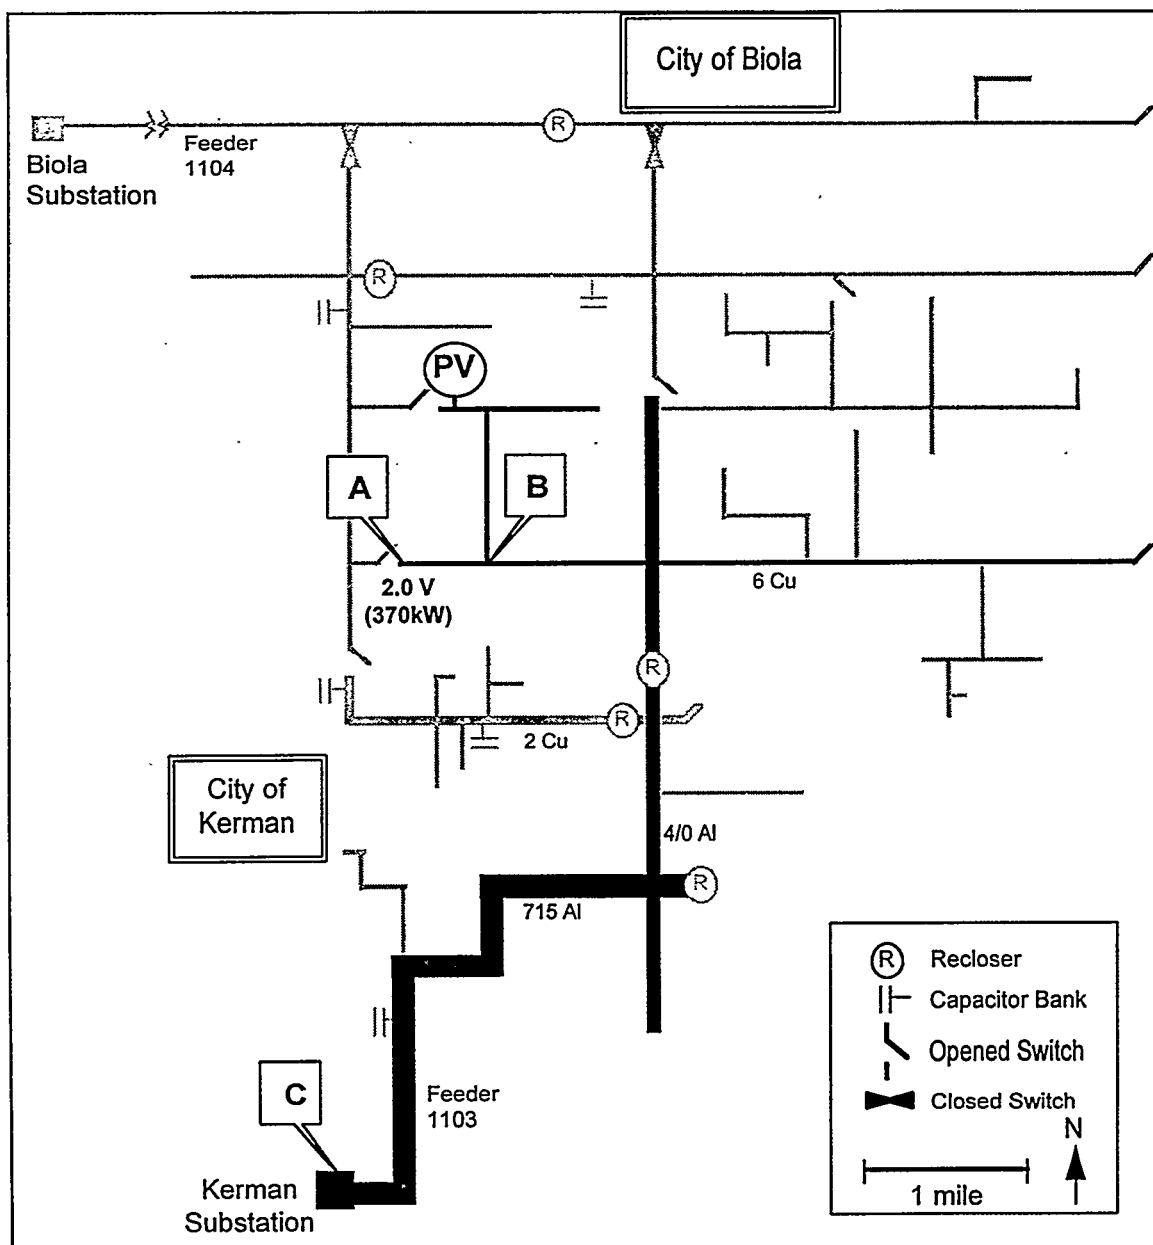 City of Biola
R
Feeder
1104
Biola
Substation
R
PV
A
B
2.0 V
(370kW)
6 Cu
R
R
2 Cu
City of
Kerman
4/0 Al
R
715 Al
R Recloser
Capacitor Bank
Opened Switch
Closed Switch
N
1 mile
C
Feeder
1103
Kerman
Substation